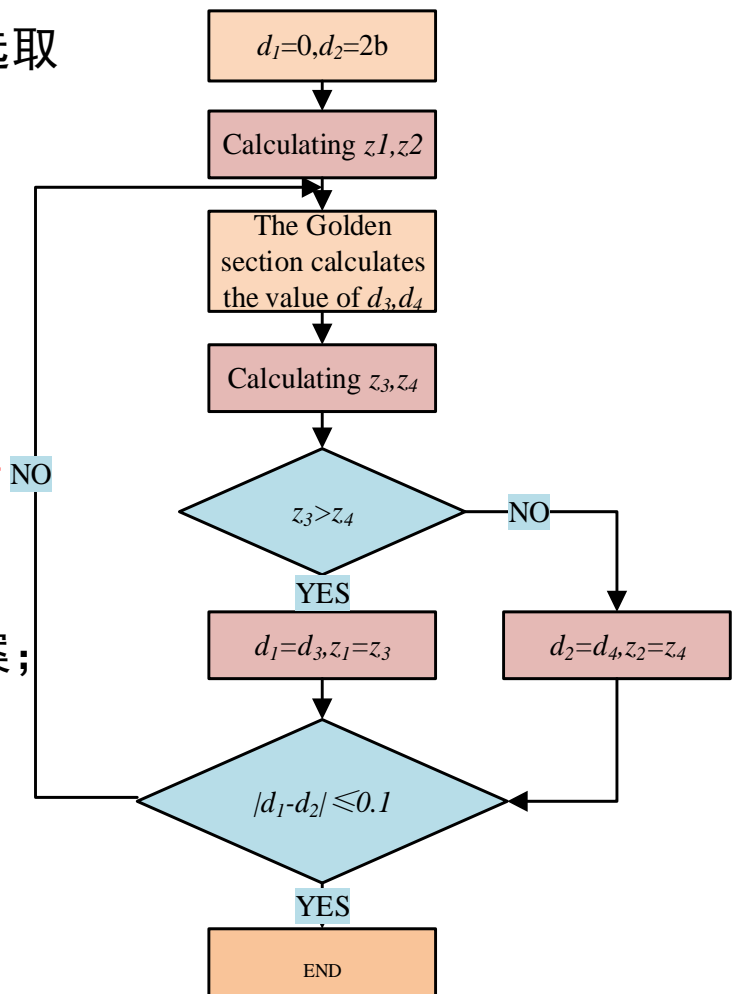 选取
d₁=0,d₂=2b
Calculating z1,z2
The Golden
section calculates
the value of d₃,d₄
Calculating z₃,z₄
NO
z₃>z₄
NO
YES
;
d₁=d₃,z₁=z₃
d₂=d₄,z₂=z₄
|d₁-d₂|≤0.1
YES
END